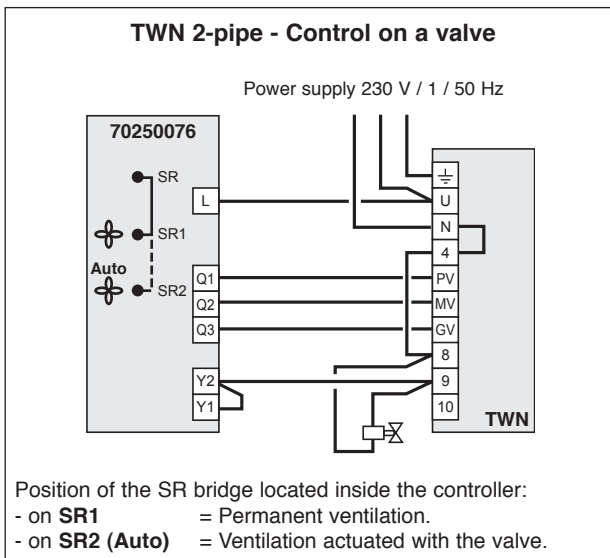 TWN 2-pipe - Control on a valve
Power supply 230 V / 1 / 50 Hz
70250076
SR
L
SR1
Auto
SR2
Q1
Q2
Q3
Y2
Y1
U
N
4
PV
MV
GV
8
9
10
TWN
Position of the SR bridge located inside the controller:
- on SR1 = Permanent ventilation.
- on SR2 (Auto) = Ventilation actuated with the valve.